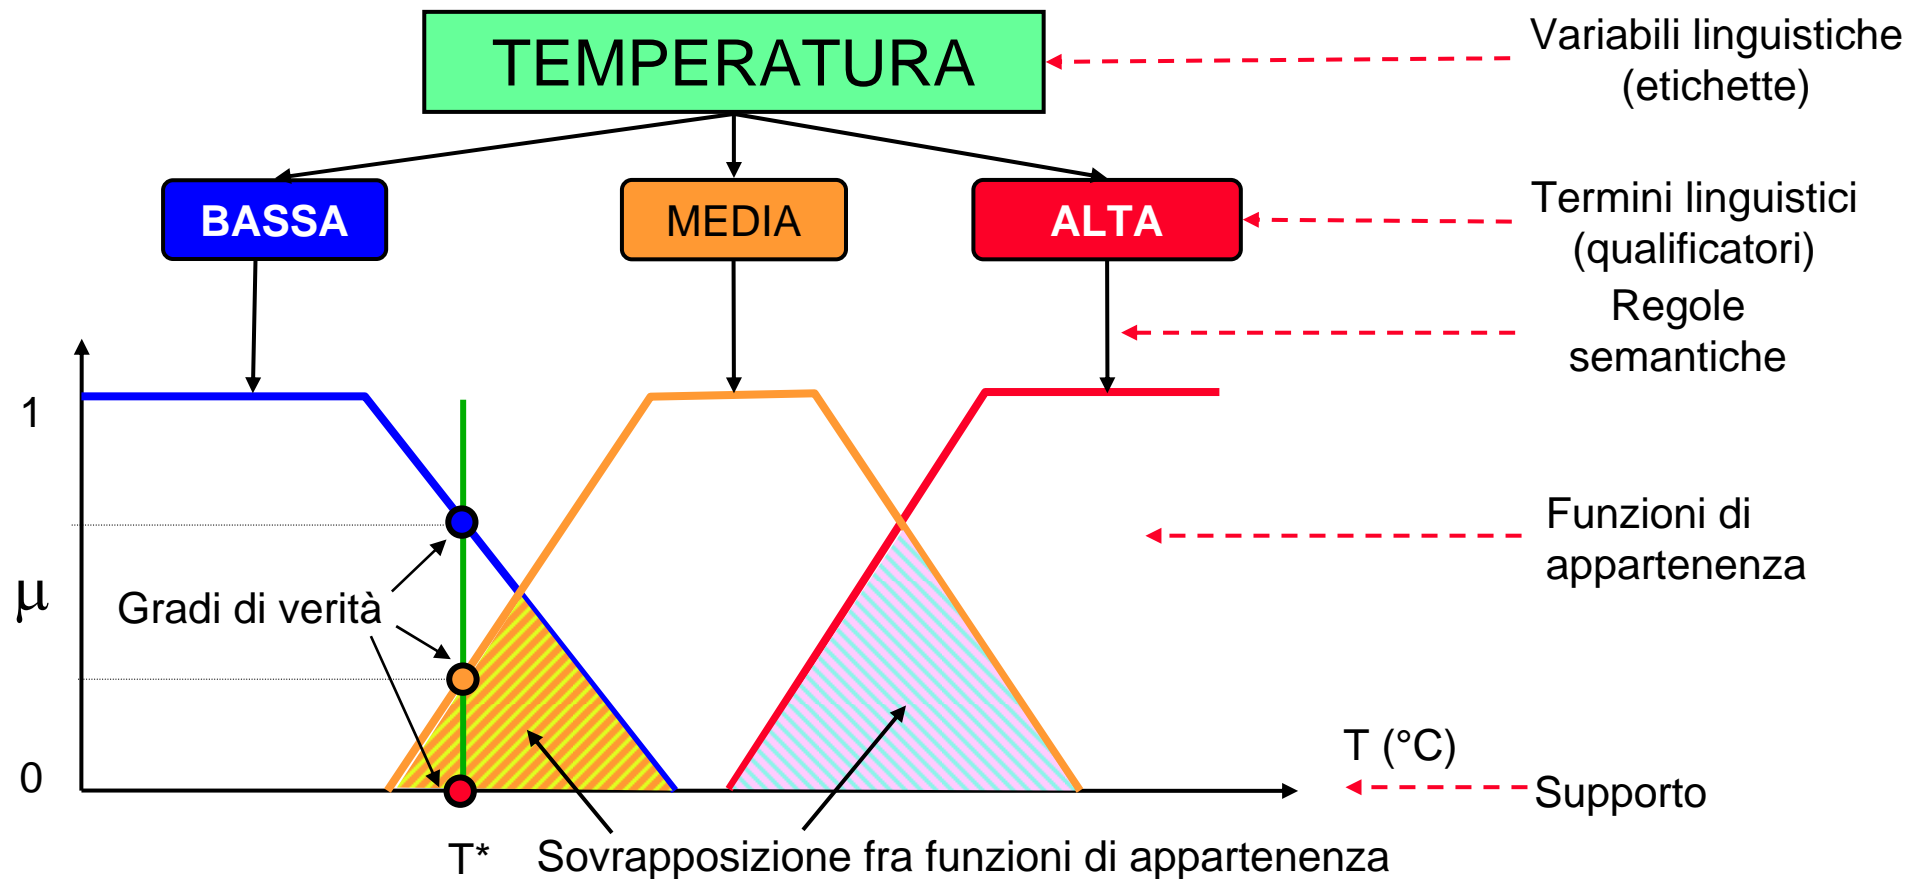 TEMPERATURA
Variabili linguistiche
(etichette)
BASSA
MEDIA
ALTA
Termini linguistici
(qualificatori)
Regole
semantiche
1
Funzioni di
appartenenza
μ
Gradi di verità
T (°C)
0
Supporto
T*
Sovrapposizione fra funzioni di appartenenza